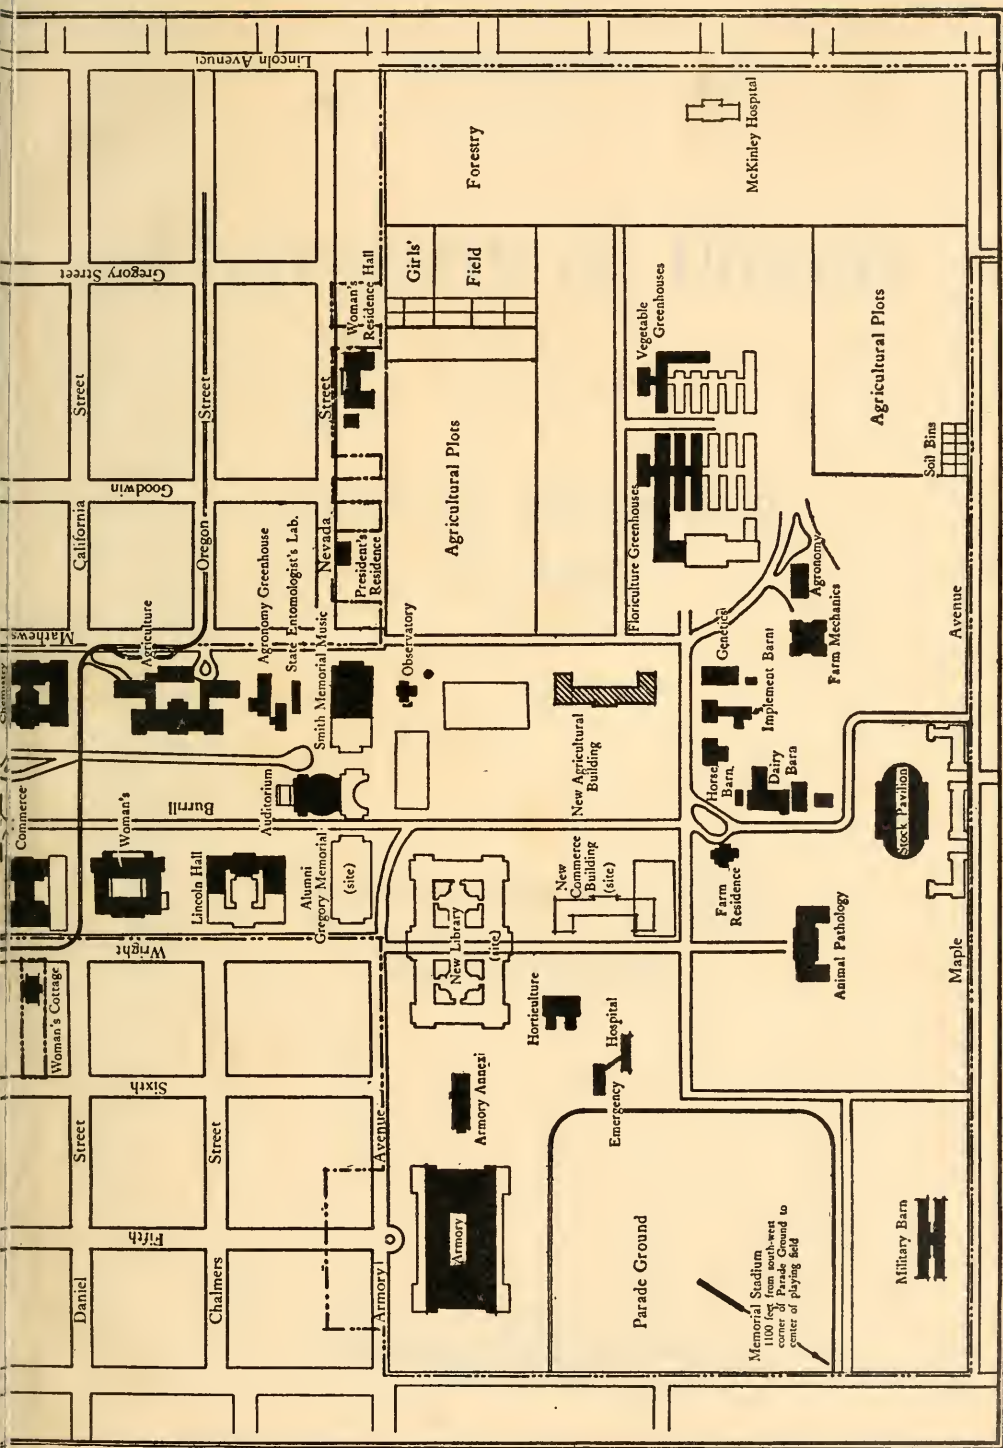 Lincoln Avenue
Forestry
McKinley Hospital
Gregory Street
Girls'
Field
Woman's
Residence Hall
Vegetable
Greenhouses
Agricultural Plots
Street
Street
Street
Goodwin
California
Oregon
Nevada
President's
Residence
Agricultural Plots
Floriculture Greenhouses
Soil Bins
Mathews
Chemistry
Agriculture
Agronomy Greenhouse
State Entomologist's Lab.
Smith Memorial Music
Observatory
Genetics
Agronomy
Farm Mechanics
Implement Barn
Avenue
Commerce
Burrill
Auditorium
New Agricultural
Building
Horse
Barn
Dairy
Barn
Stock Pavilion
Woman's
Lincoln Hall
Alumni
Gregory Memorial
(site)
New Library
(site)
New
Commerce
Building
(site)
Farm
Residence
Animal Pathology
Maple
Wright
Woman's Cottage
Horticulture
Emergency Hospital
Sixth
Armory Annex
Street
Street
Avenue
Fifth
Armory
Daniel
Chalmers
Armory
Parade Ground
Memorial Stadium
1100 feet from south-west
corner of Parade Ground to
center of playing field
Military Barn